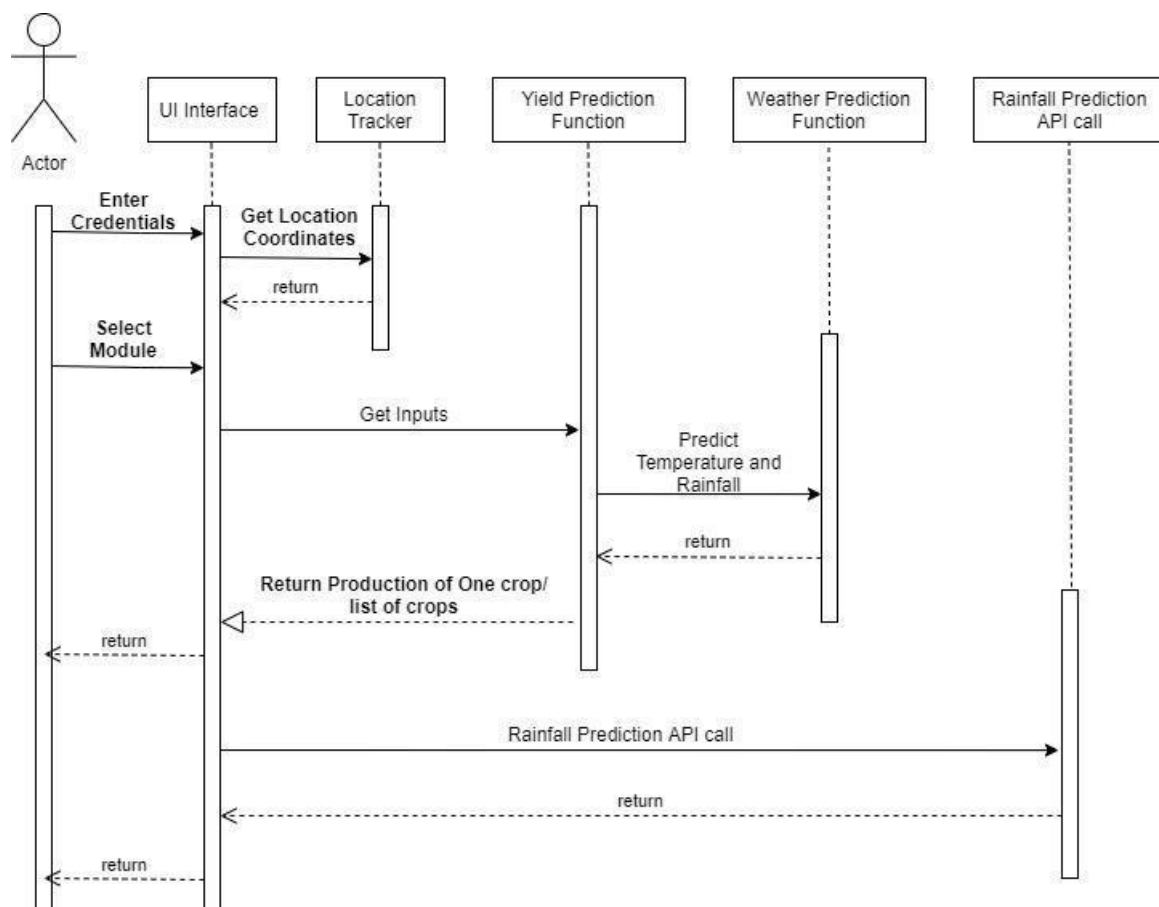 UI Interface
Location
Tracker
Yield Prediction
Function
Weather Prediction
Function
Rainfall Prediction
API call
Actor
Enter
Credentials
Get Location
Coordinates
return
Select
Module
Get Inputs
Predict
Temperature and
Rainfall
return
Return Production of One crop/
list of crops
return
Rainfall Prediction API call
return
return